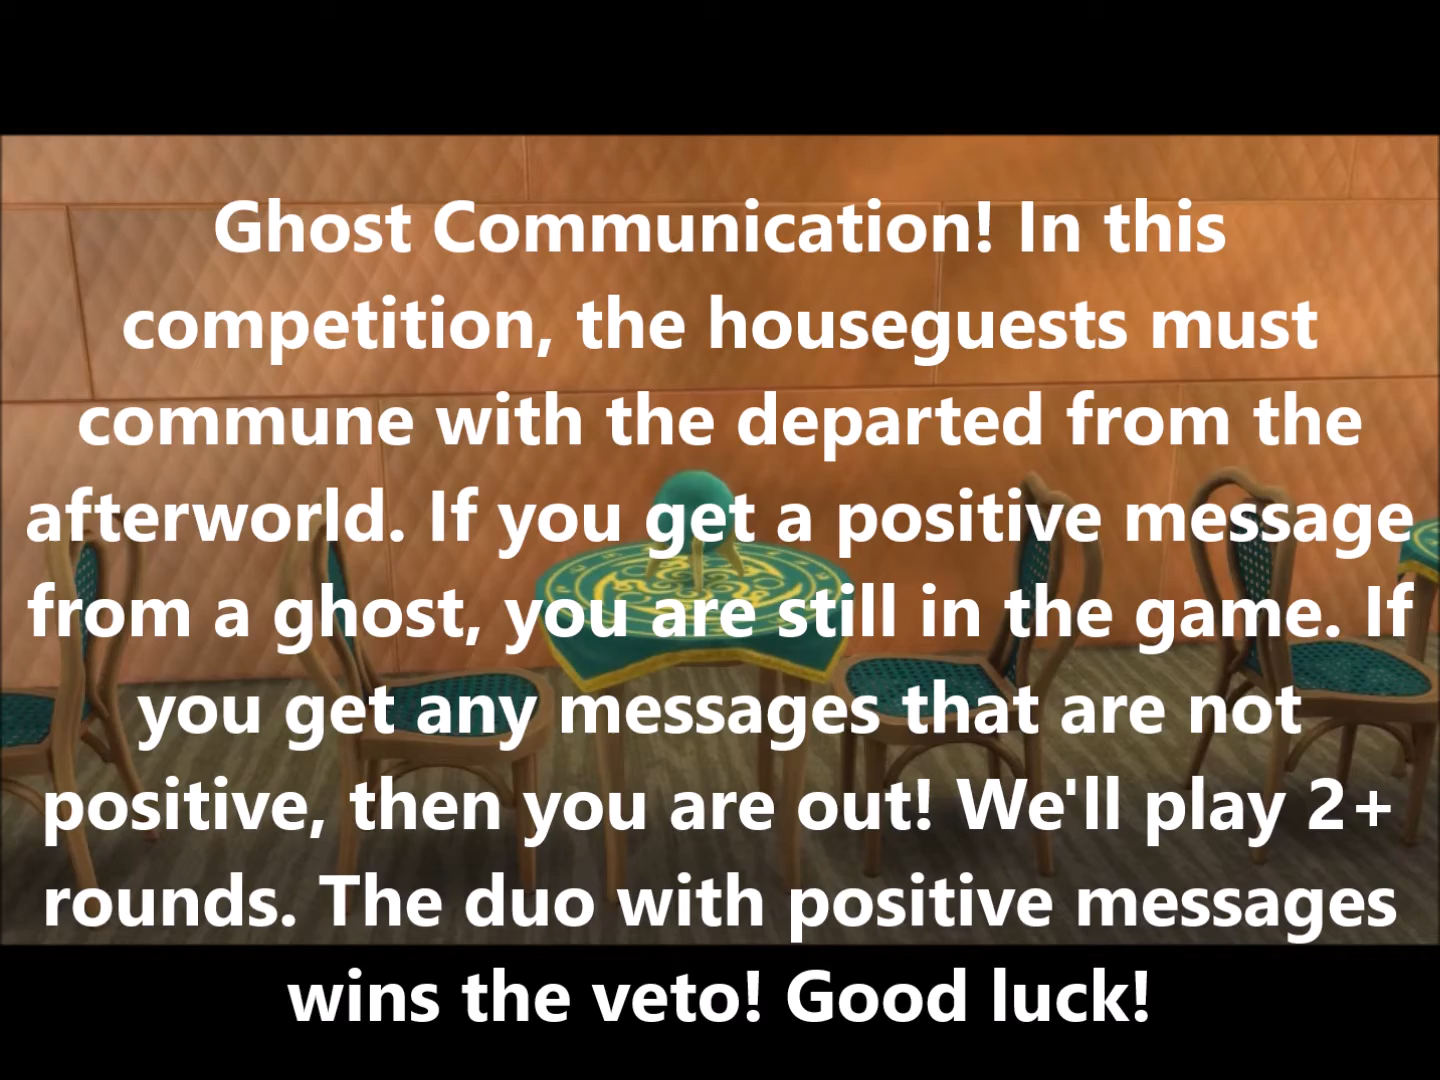 Ghost Communication! In this
competition, the houseguests must
commune with the departed from the
afterworld. If you get a positive message
from a ghost, you are still in the game. If
you get any messages that are not
positive, then you are out! We'll play 2+
rounds. The duo with positive messages
wins the veto! Good luck!